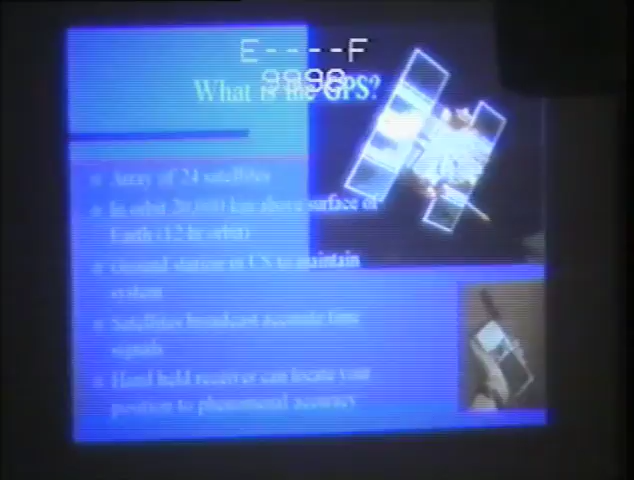 E----F
9998
What is the GPS?
Array of 24 satellites
In orbit 20,000 km above surface of
Earth (12 hr orbit)
Ground station in US to maintain
system
Satellites broadcast accurate time
signals
Hand held receiver can locate your
position to phenomenal accuracy